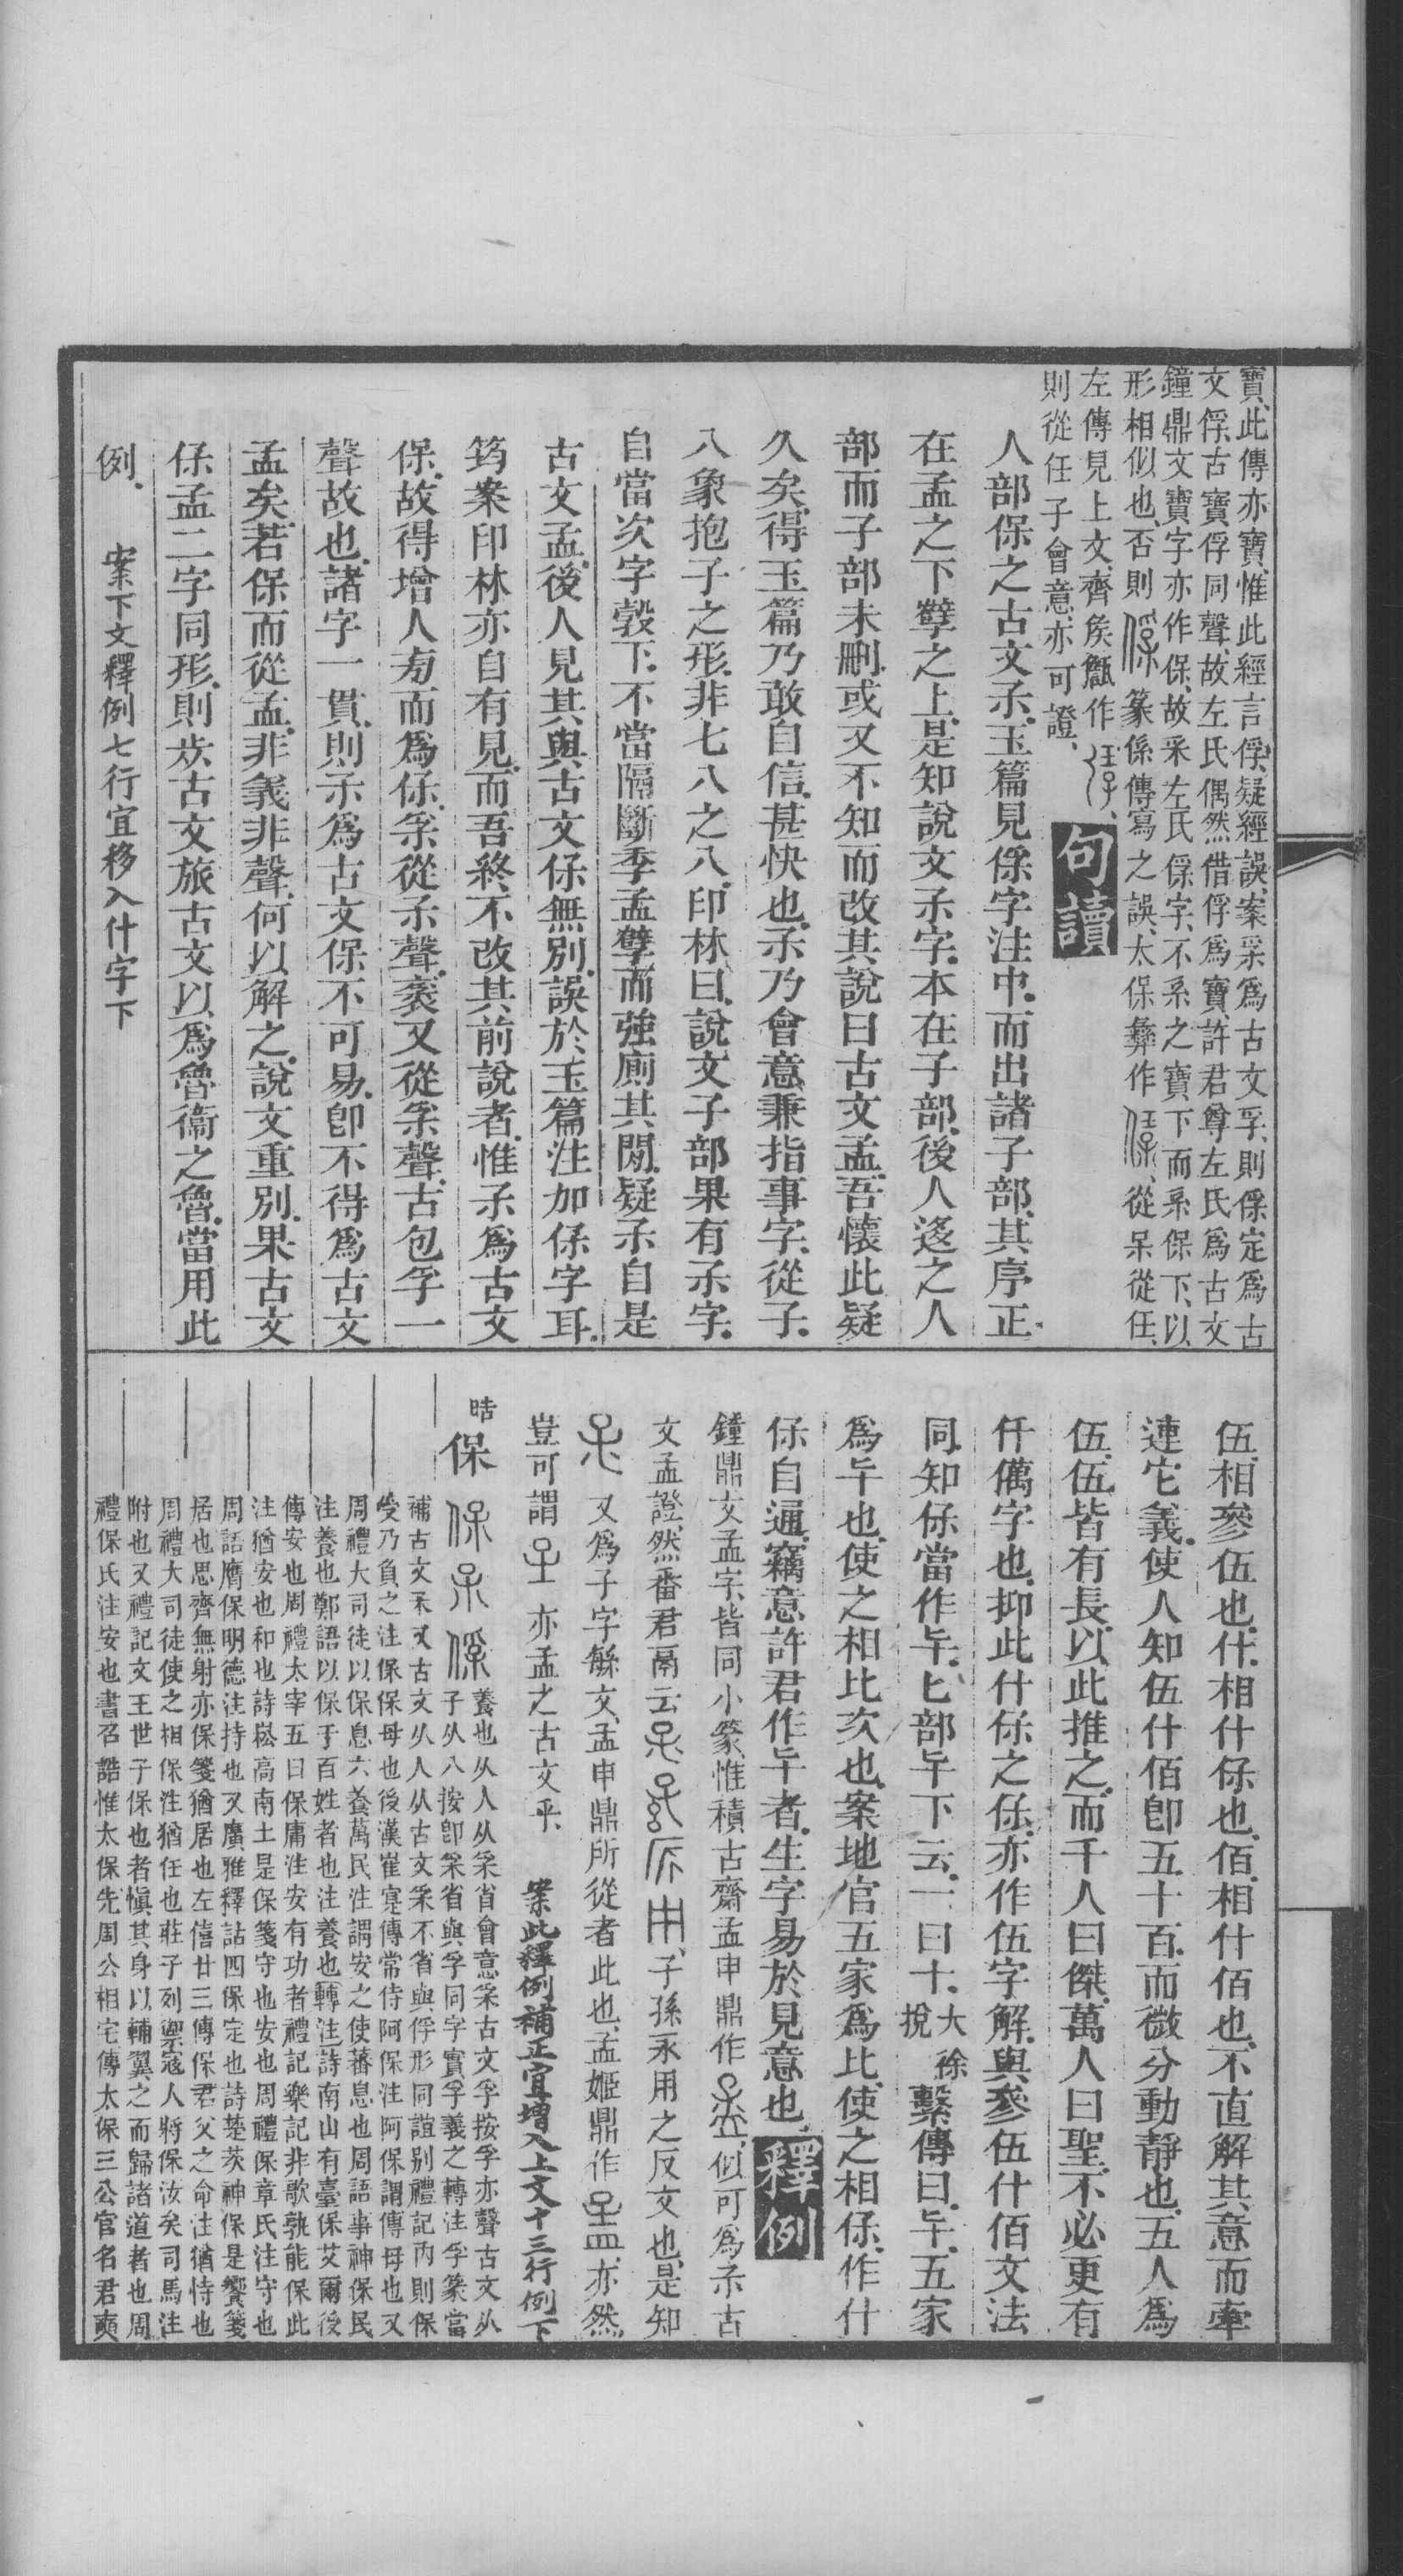 寶、此傳亦寶、惟此經言俘、疑經誤、案采爲古文孚、則保定爲古
文俘、古寶俘同聲、故左氏偶然借俘爲寶、許君尊左氏爲古文
鐘鼎文寶字亦作保、故采左氏俘字、不系之寶下而系保下、以
形相似也、否則篆係傳寫之誤、太保彝作從呆從任、
左傳見上文、齊矦甔作句讀
則從任子會意、亦可證、
人部保之古文𤓽、玉篇見保字注中、而出諸子部、其序正
在孟之下孼之上、是知說文𤓽字、本在子部、後人迻之人
部而子部未刪、或又不知而改其說曰古文孟、吾懷此疑
久矣、得玉篇乃敢自信、甚快也、𤓽乃會意兼指事字、從子、
八象抱子之形、非七八之八、印林曰、說文子部果有𤓽字、
自當次字㝅下、不當隔斷季孟孼而強廁其閒、疑𤓽自是
古文孟、後人見其與古文保無別、誤於玉篇注加保字耳、
筠案印林亦自有見、而吾終不改其前說者、惟𤓽爲古文
保、故得增人𠂇而爲保、采從𤓽聲、褎又從采聲、古包孚一
聲故也、諸字一貫、則𤓽爲古文保不可易、卽不得爲古文
孟矣、若保而從孟、非義非聲、何以解之、說文重別、果古文
保孟二字同形、則㫃古文旅古文以爲魯衞之魯、當用此
例、 案下文釋例七行宜移入什字下
伍、相參伍也、什、相什保也、佰、相什佰也、不直解其意而牽
連它義、使人知伍什佰卽五十百、而微分動靜也、五人爲
伍、伍皆有長、以此推之、而千人曰傑、萬人曰聖、不必更有
仟㒖字也、抑此什保之保、亦作伍字解、與參伍什佰文法
同、知保當作𠦒、匕部𠦒下云、一曰十、大徐挩繫傳曰、𠦒、五家
爲𠦒也、使之相比次也、案地官五家爲比、使之相保、作什
保自通、竊意許君作𠦒者、生字易於見意也、釋例
鐘鼎文孟字、皆同小篆、惟積古齋孟申鼎作似可爲𤓽古
文孟證、然番君鬲云子孫永用之反文也、是知
又爲子字緐文、孟申鼎所從者此也、孟姬鼎作亦然、
豈可謂亦孟之古文乎、 案此釋例補正宜增入上文十三行例下
保 養也从人从采省會意采古文孚按孚亦聲古文从
子从八按卽采省與孚同字實孚義之轉注孚篆當
補古文𤓽又古文从人从古文采不省與俘形同誼別禮記內則保
受乃負之注保保母也後漢崔寔傳常侍阿保注阿保謂傅母也又
周禮大司徒以保息六養萬民注謂安之使蕃息也周語事神保民
注養也鄭語以保于百姓者也注養也轉注詩南山有臺保艾爾後
傳安也周禮太宰五曰保庸注安有功者禮記樂記非歌孰能保此
注猶安也和也詩崧高南土是保箋守也安也周禮保章氏注守也
周語膺保明德注持也又廣雅釋詁四保定也詩楚茨神保是饗箋
居也思齊無射亦保箋猶居也左僖廿三傳保君父之命注猶恃也
周禮大司徒使之相保注猶任也莊子列禦寇人將保汝矣司馬注
附也又禮記文王世子保也者愼其身以輔翼之而歸諸道者也周
禮保氏注安也書召誥惟太保先周公相宅傳太保三公官名君奭